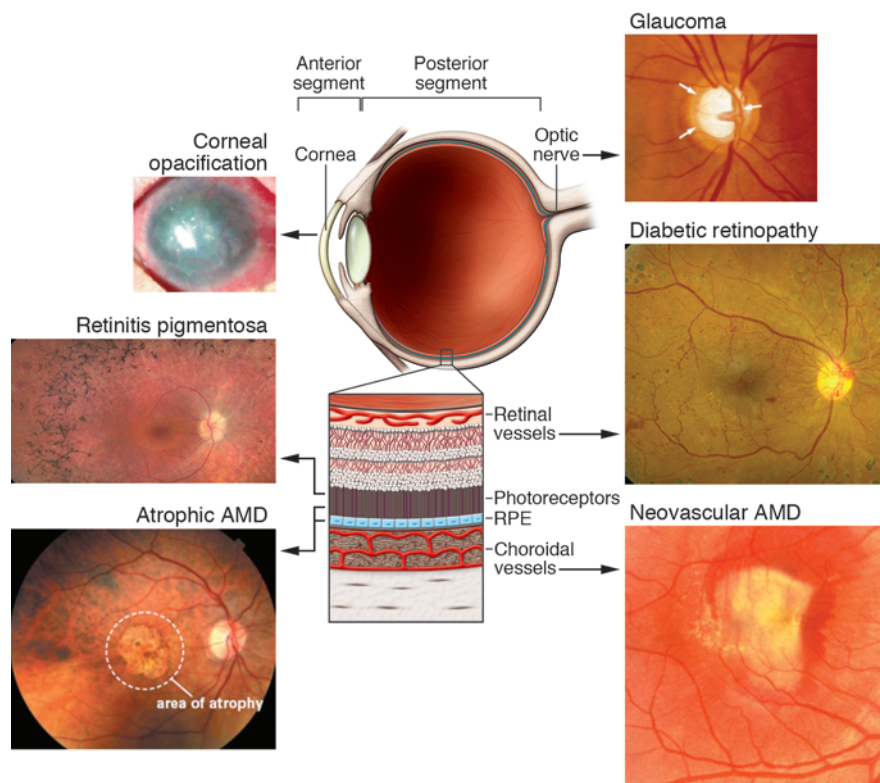 Glaucoma
Anterior
segment
Posterior
segment
Corneal
opacification
Cornea
Optic
nerve
Diabetic retinopathy
Retinitis pigmentosa
Retinal
vessels
Photoreceptors
RPE
Atrophic AMD
Neovascular AMD
Choroidal
vessels
area of atrophy